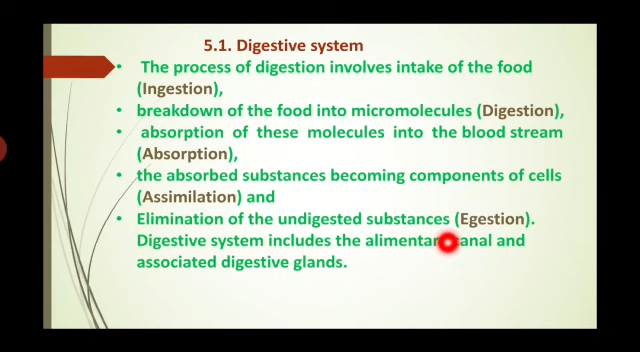 5.1. Digestive system
• The process of digestion involves intake of the food
(Ingestion),
• breakdown of the food into micromolecules (Digestion),
• absorption of these molecules into the blood stream
(Absorption),
• the absorbed substances becoming components of cells
(Assimilation) and
• Elimination of the undigested substances (Egestion).
Digestive system includes the alimentary canal and
associated digestive glands.